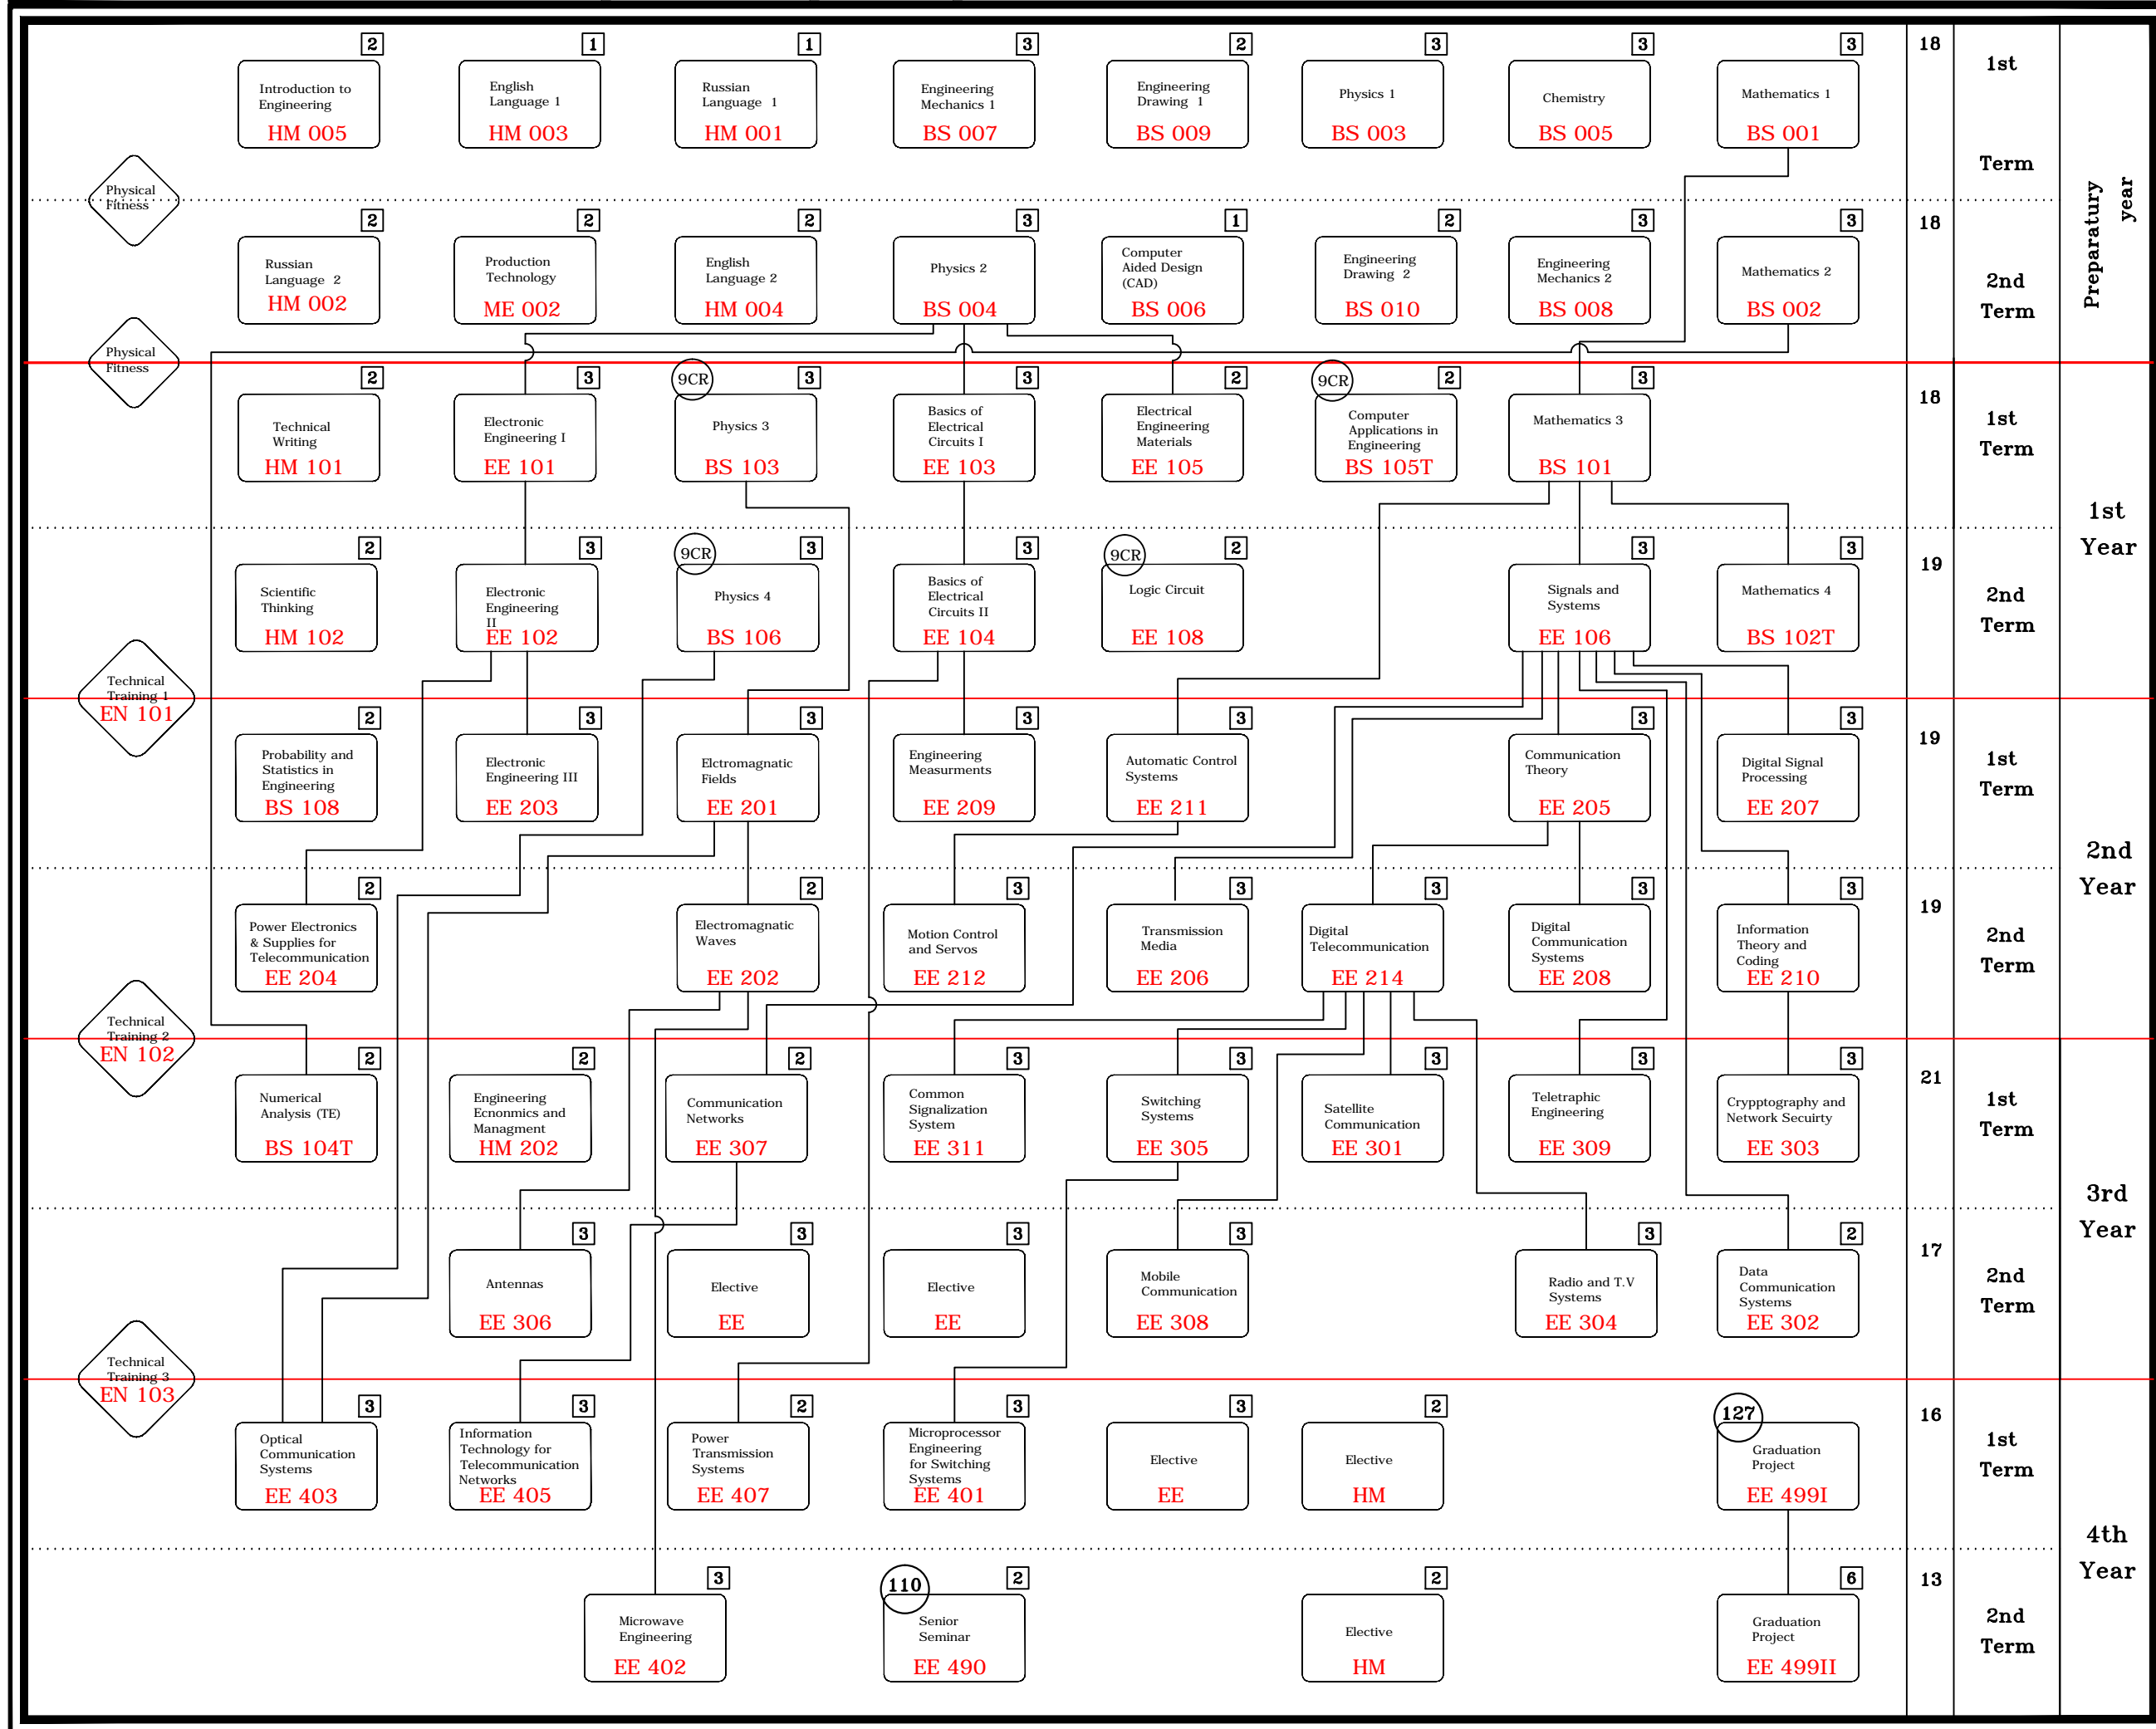 2
1
1
3
2
3
3
3
18
1st
Introduction to
Engineering
HM 005
English
Language 1
HM 003
Russian
Language 1
HM 001
Engineering
Mechanics 1
BS 007
Engineering
Drawing 1
BS 009
Physics 1
BS 003
Chemistry
BS 005
Mathematics 1
BS 001
Term
Physical
Fitness
Preparatury
year
2
2
2
3
1
2
3
3
18
Russian
Language 2
HM 002
Production
Technology
ME 002
English
Language 2
HM 004
Physics 2
BS 004
Computer
Aided Design
(CAD)
BS 006
Engineering
Drawing 2
BS 010
Engineering
Mechanics 2
BS 008
Mathematics 2
BS 002
2nd
Term
Physical
Fitness
2
3
9CR
3
3
2
9CR
2
3
18
Technical
Writing
HM 101
Electronic
Engineering I
EE 101
Physics 3
BS 103
Basics of
Electrical
Circuits I
EE 103
Electrical
Engineering
Materials
EE 105
Computer
Applications in
Engineering
BS 105T
Mathematics 3
BS 101
1st
Term
1st
Year
2
3
9CR
3
3
9CR
2
3
3
19
Scientific
Thinking
HM 102
Electronic
Engineering
II
EE 102
Physics 4
BS 106
Basics of
Electrical
Circuits II
EE 104
Logic Circuit
EE 108
Signals and
Systems
EE 106
Mathematics 4
BS 102T
2nd
Term
Technical
Training 1
EN 101
2
3
3
3
3
3
3
19
Probability and
Statistics in
Engineering
BS 108
Electronic
Engineering III
EE 203
Elctromagnatic
Fields
EE 201
Engineering
Measurments
EE 209
Automatic Control
Systems
EE 211
Communication
Theory
EE 205
Digital Signal
Processing
EE 207
1st
Term
2nd
Year
2
2
3
3
3
3
3
19
Power Electronics
& Supplies for
Telecommunication
EE 204
Electromagnatic
Waves
EE 202
Motion Control
and Servos
EE 212
Transmission
Media
EE 206
Digital
Telecommunication
EE 214
Digital
Communication
Systems
EE 208
Information
Theory and
Coding
EE 210
2nd
Term
Technical
Training 2
EN 102
2
2
2
3
3
3
3
3
21
Numerical
Analysis (TE)
BS 104T
Engineering
Ecnonmics and
Managment
HM 202
Communication
Networks
EE 307
Common
Signalization
System
EE 311
Switching
Systems
EE 305
Satellite
Communication
EE 301
Teletraphic
Engineering
EE 309
Crypptography and
Network Secuirty
EE 303
1st
Term
3rd
Year
3
3
3
3
3
2
17
Antennas
EE 306
Elective
EE
Elective
EE
Mobile
Communication
EE 308
Radio and T.V
Systems
EE 304
Data
Communication
Systems
EE 302
2nd
Term
Technical
Training 3
EN 103
3
3
2
3
3
2
127
16
Optical
Communication
Systems
EE 403
Information
Technology for
Telecommunication
Networks
EE 405
Power
Transmission
Systems
EE 407
Microprocessor
Engineering
for Switching
Systems
EE 401
Elective
EE
Elective
HM
Graduation
Project
EE 499I
1st
Term
4th
Year
3
110
2
2
6
13
Microwave
Engineering
EE 402
Senior
Seminar
EE 490
Elective
HM
Graduation
Project
EE 499II
2nd
Term